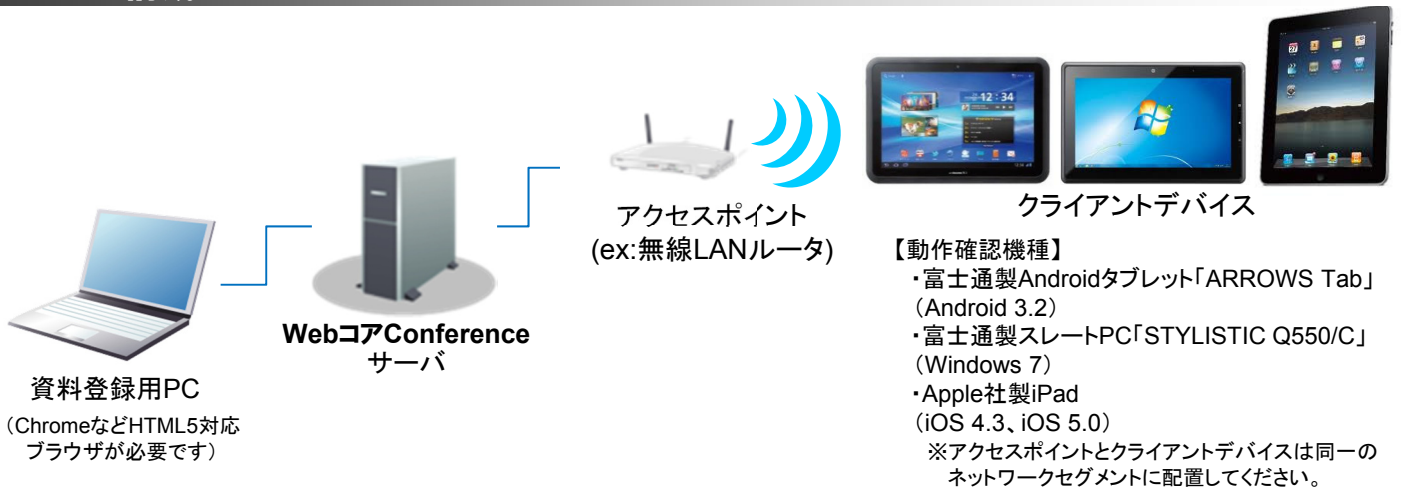 資料登録用PC
(ChromeなどHTML5対応
ブラウザが必要です)
WebコアConference
サーバ
アクセスポイント
(ex:無線LANルータ)
12:34
クライアントデバイス
【動作確認機種】
・富士通製Androidタブレット「ARROWS Tab」
(Android 3.2)
・富士通製スレートPC「STYLISTIC Q550/C」
(Windows 7)
・Apple社製iPad
(iOS 4.3、iOS 5.0)
※アクセスポイントとクライアントデバイスは同一の
ネットワークセグメントに配置してください。